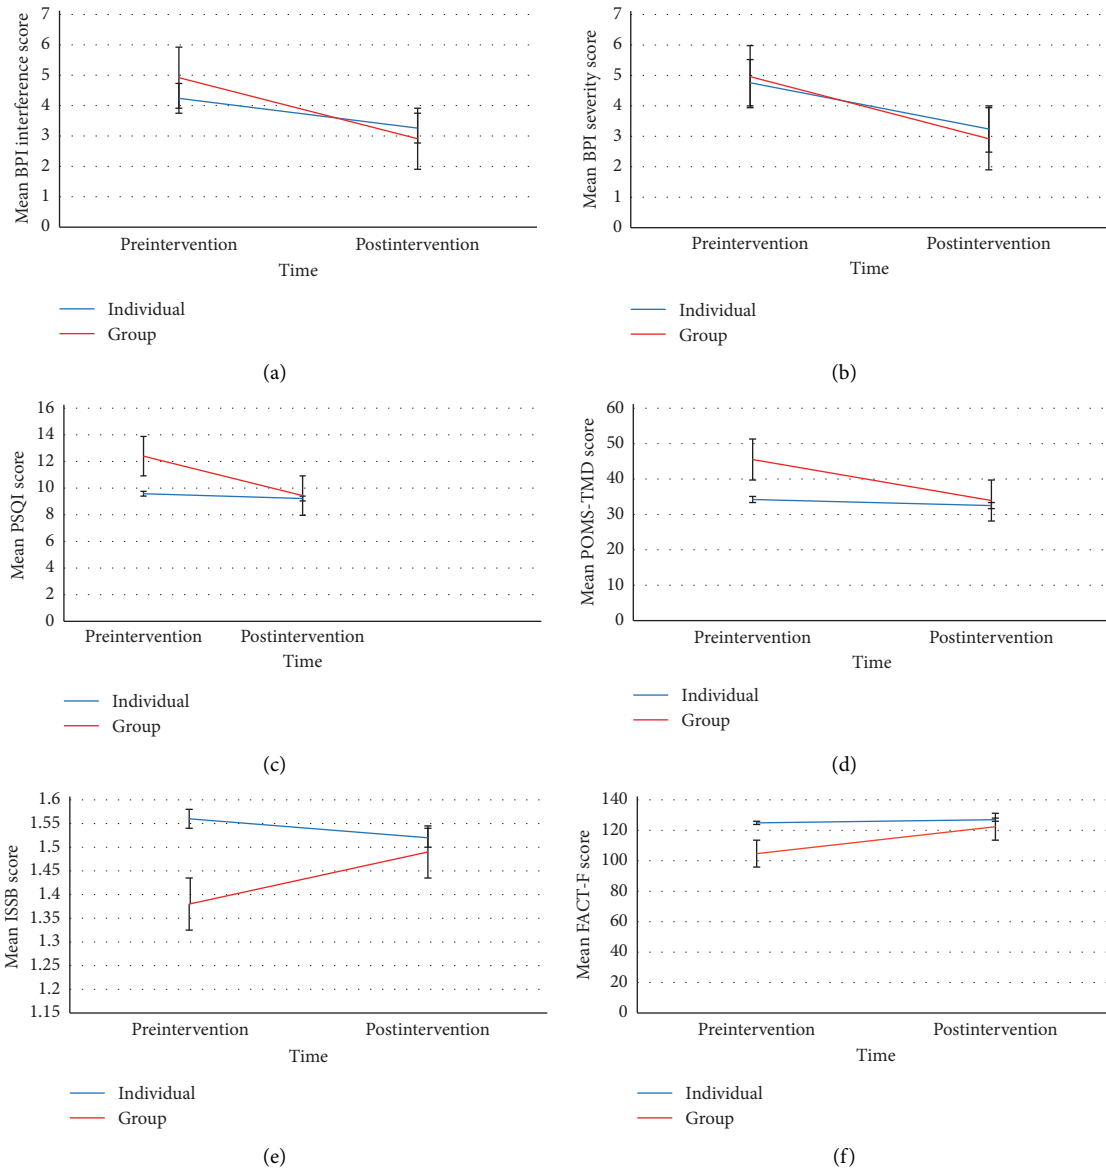 7
6
5
4
3
2
1
0
Mean BPI interference score
Preintervention Postintervention
Time
Individual
Group
(a)
7
6
5
4
3
2
1
0
Mean BPI severity score
Preintervention Postintervention
Time
Individual
Group
(b)
16
14
12
10
8
6
4
2
0
Mean PSQI score
Preintervention Postintervention
Time
Individual
Group
(c)
60
50
40
30
20
10
0
Mean POMS-TMD score
Preintervention Postintervention
Time
Individual
Group
(d)
1.6
1.55
1.5
1.45
1.4
1.35
1.3
1.25
1.2
1.15
Mean ISSB score
Preintervention Postintervention
Time
Individual
Group
(e)
140
120
100
80
60
40
20
0
Mean FACT-F score
Preintervention Postintervention
Time
Individual
Group
(f)